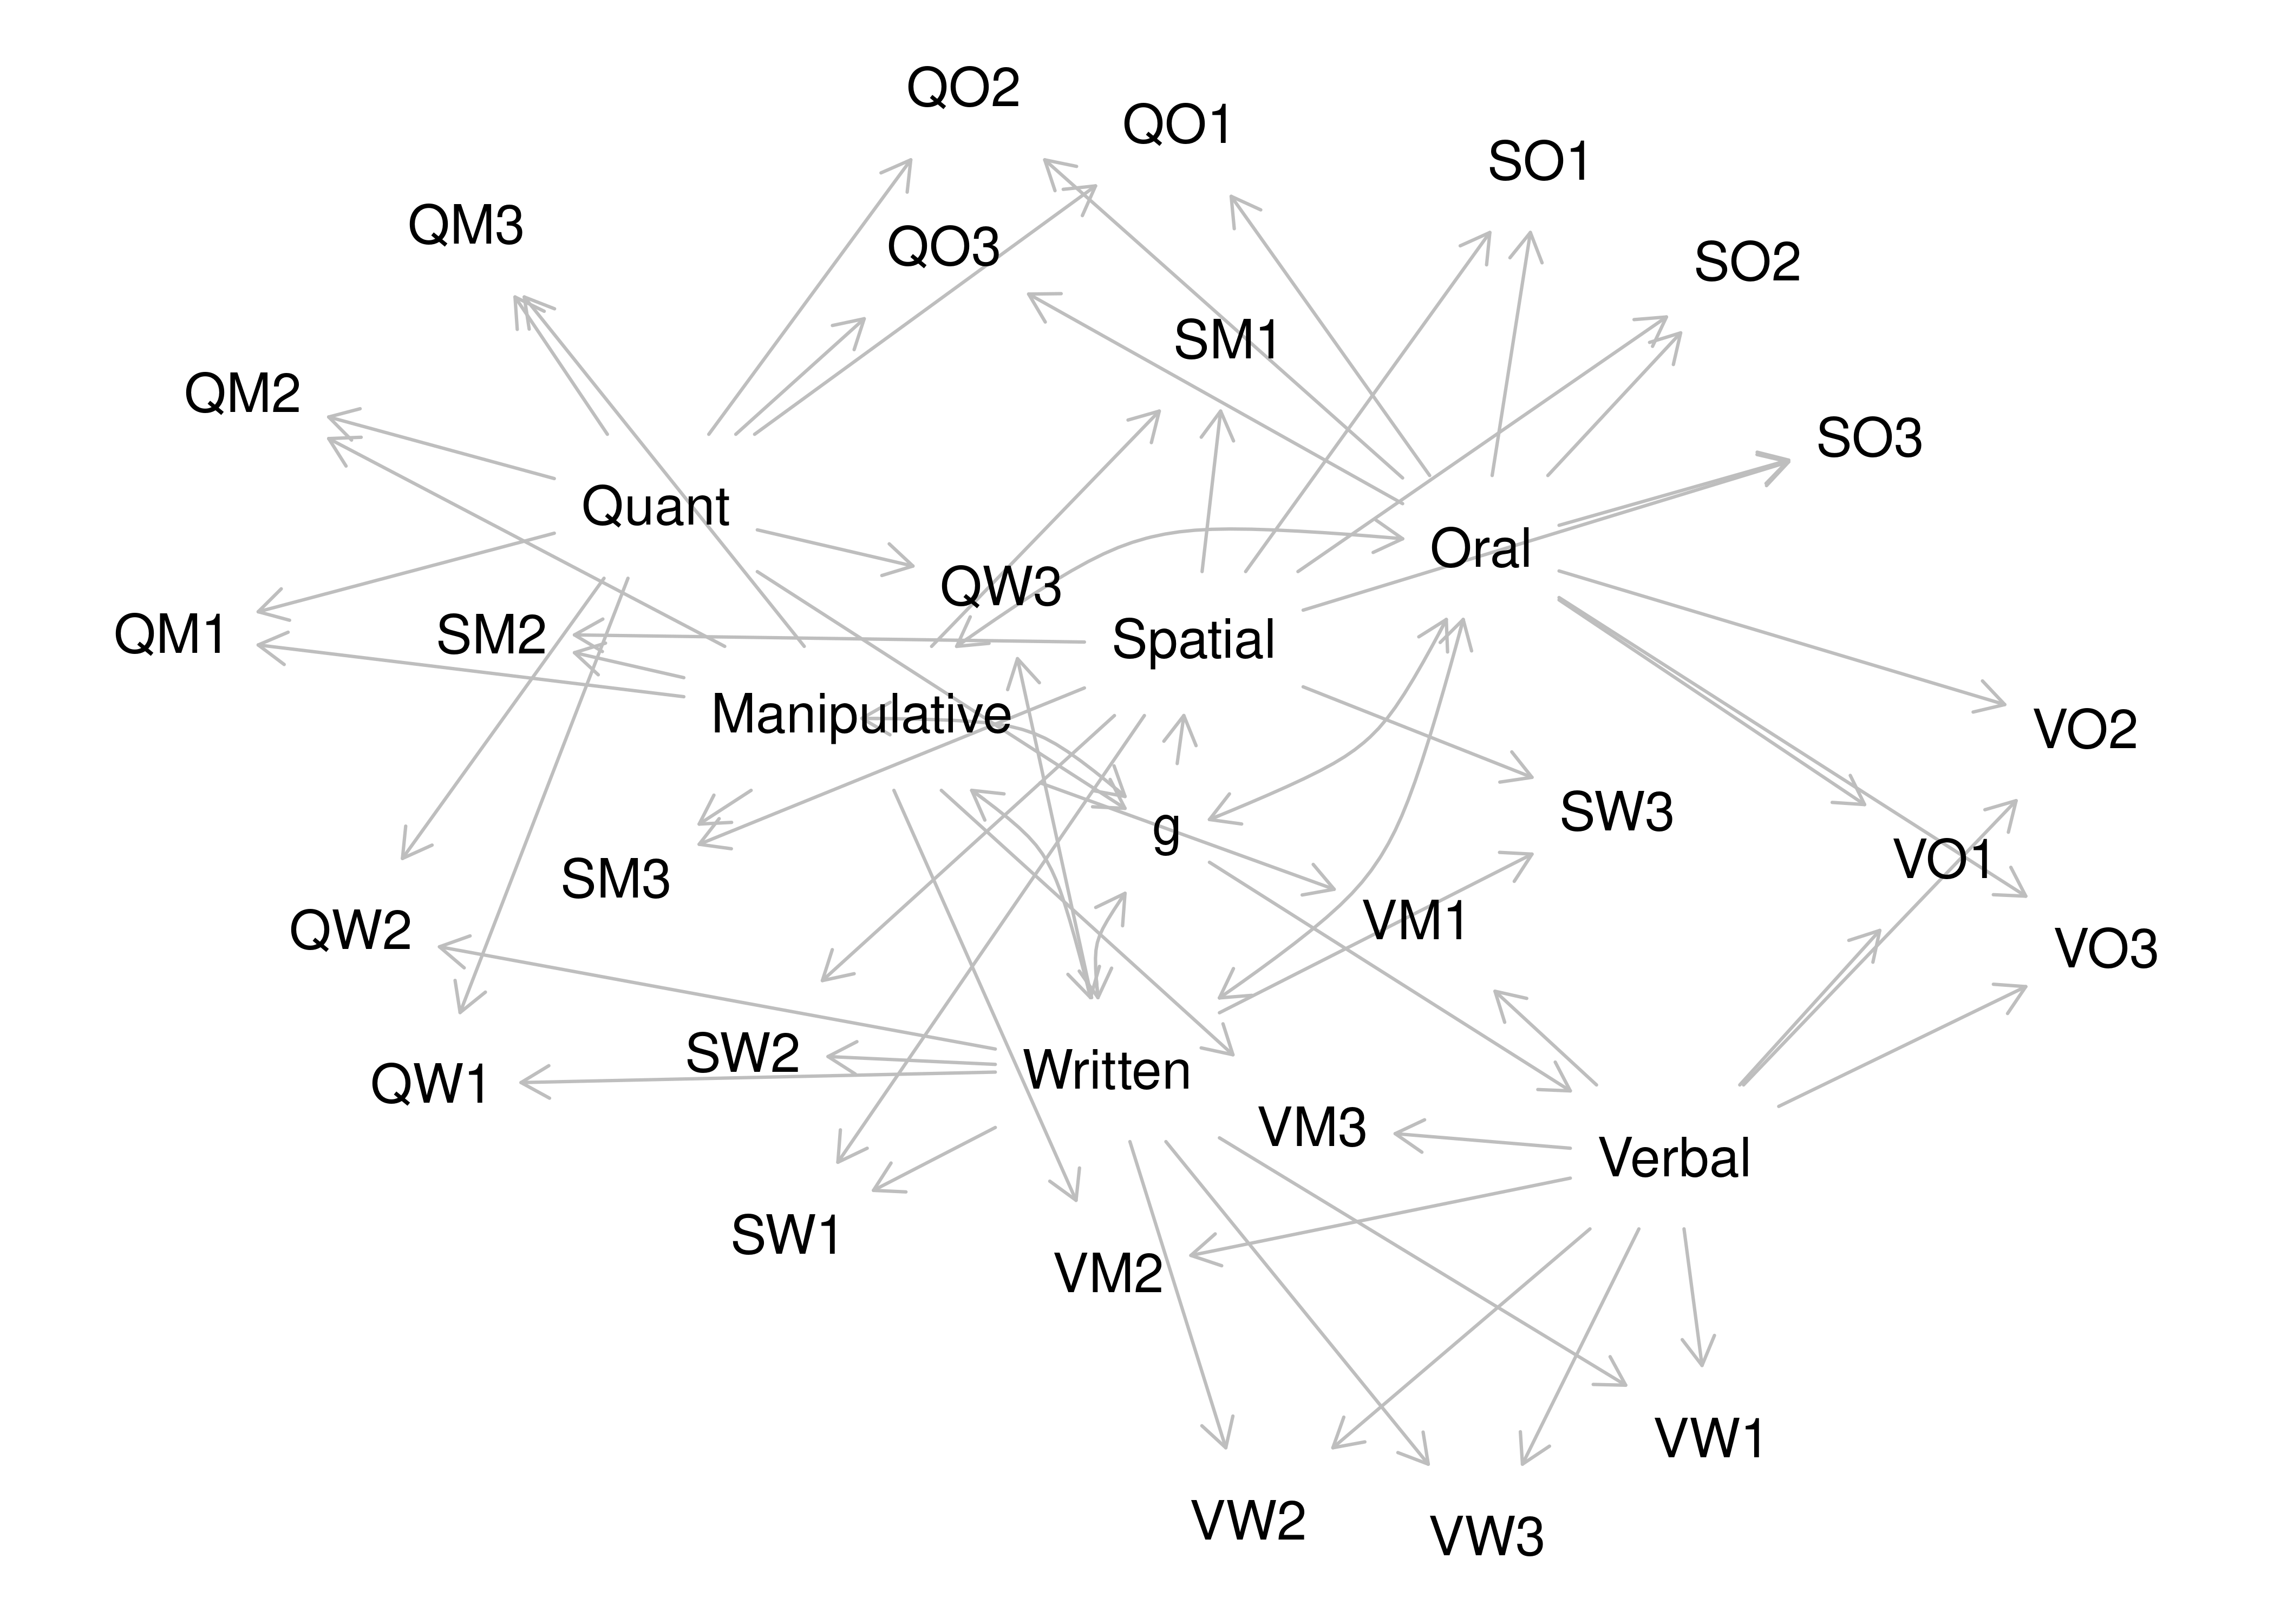 QO2
QO1
SO1
QM3
QO3
SO2
SM1
QM2
SO3
Quant
Oral
QW3
QM1
SM2
Spatial
Manipulative
VO2
g
SW3
VO1
SM3
VM1
QW2
VO3
SW2
Written
QW1
VM3
Verbal
SW1
VM2
VW1
VW2
VW3